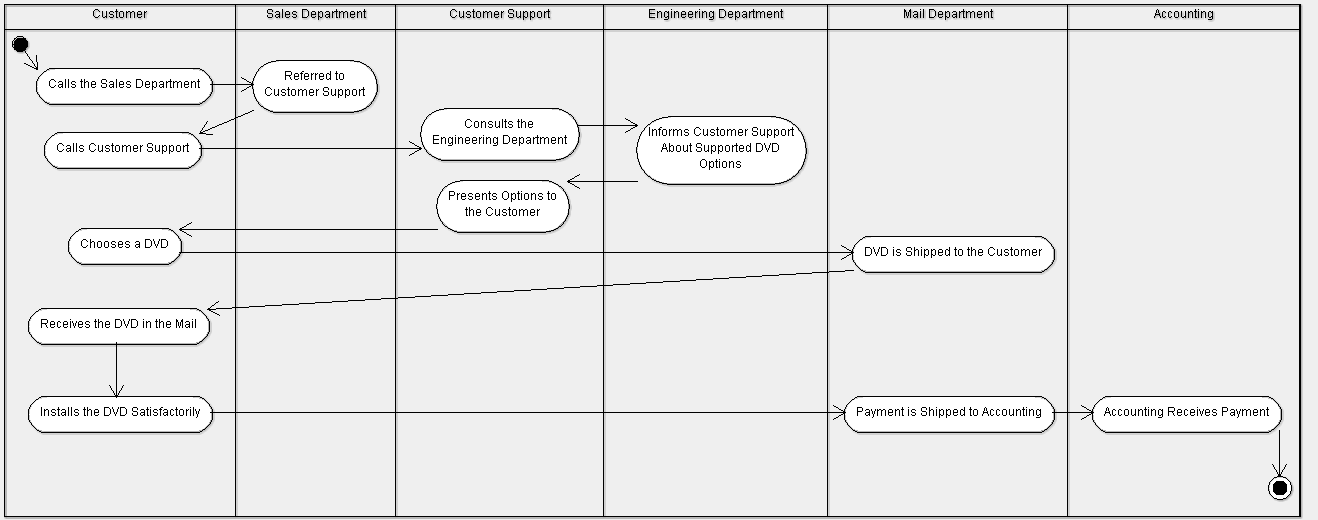 Customer
Sales Department
Customer Support
Engineering Department
Mail Department
Accounting
Calls the Sales Department
Referred to
Customer Support
Calls Customer Support
Consults the
Engineering Department
Informs Customer Support
About Supported DVD
Options
Presents Options to
the Customer
Chooses a DVD
DVD is Shipped to the Customer
Receives the DVD in the Mail
Installs the DVD Satisfactorily
Payment is Shipped to Accounting
Accounting Receives Payment